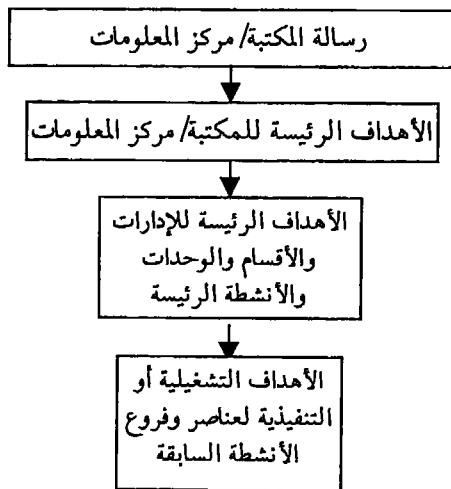 رسالة المكتبة/ مركز المعلومات
الأهداف الرئيسة للمكتبة/ مركز المعلومات
الأهداف الرئيسة للإدارات
والأقسام والوحدات
والأنشطة الرئيسة
الأهداف التشغيلية أو
التنفيذية لعناصر وفروع
الأنشطة السابقة